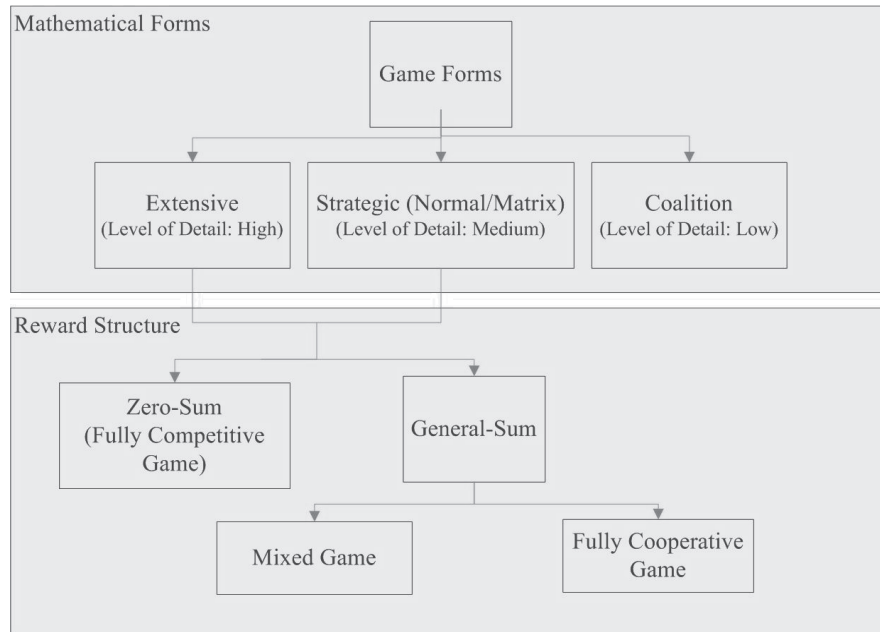 Mathematical Forms
Game Forms
Extensive
(Level of Detail: High)
Strategic (Normal/Matrix)
(Level of Detail: Medium)
Coalition
(Level of Detail: Low)
Reward Structure
Zero-Sum
(Fully Competitive
Game)
General-Sum
Mixed Game
Fully Cooperative
Game